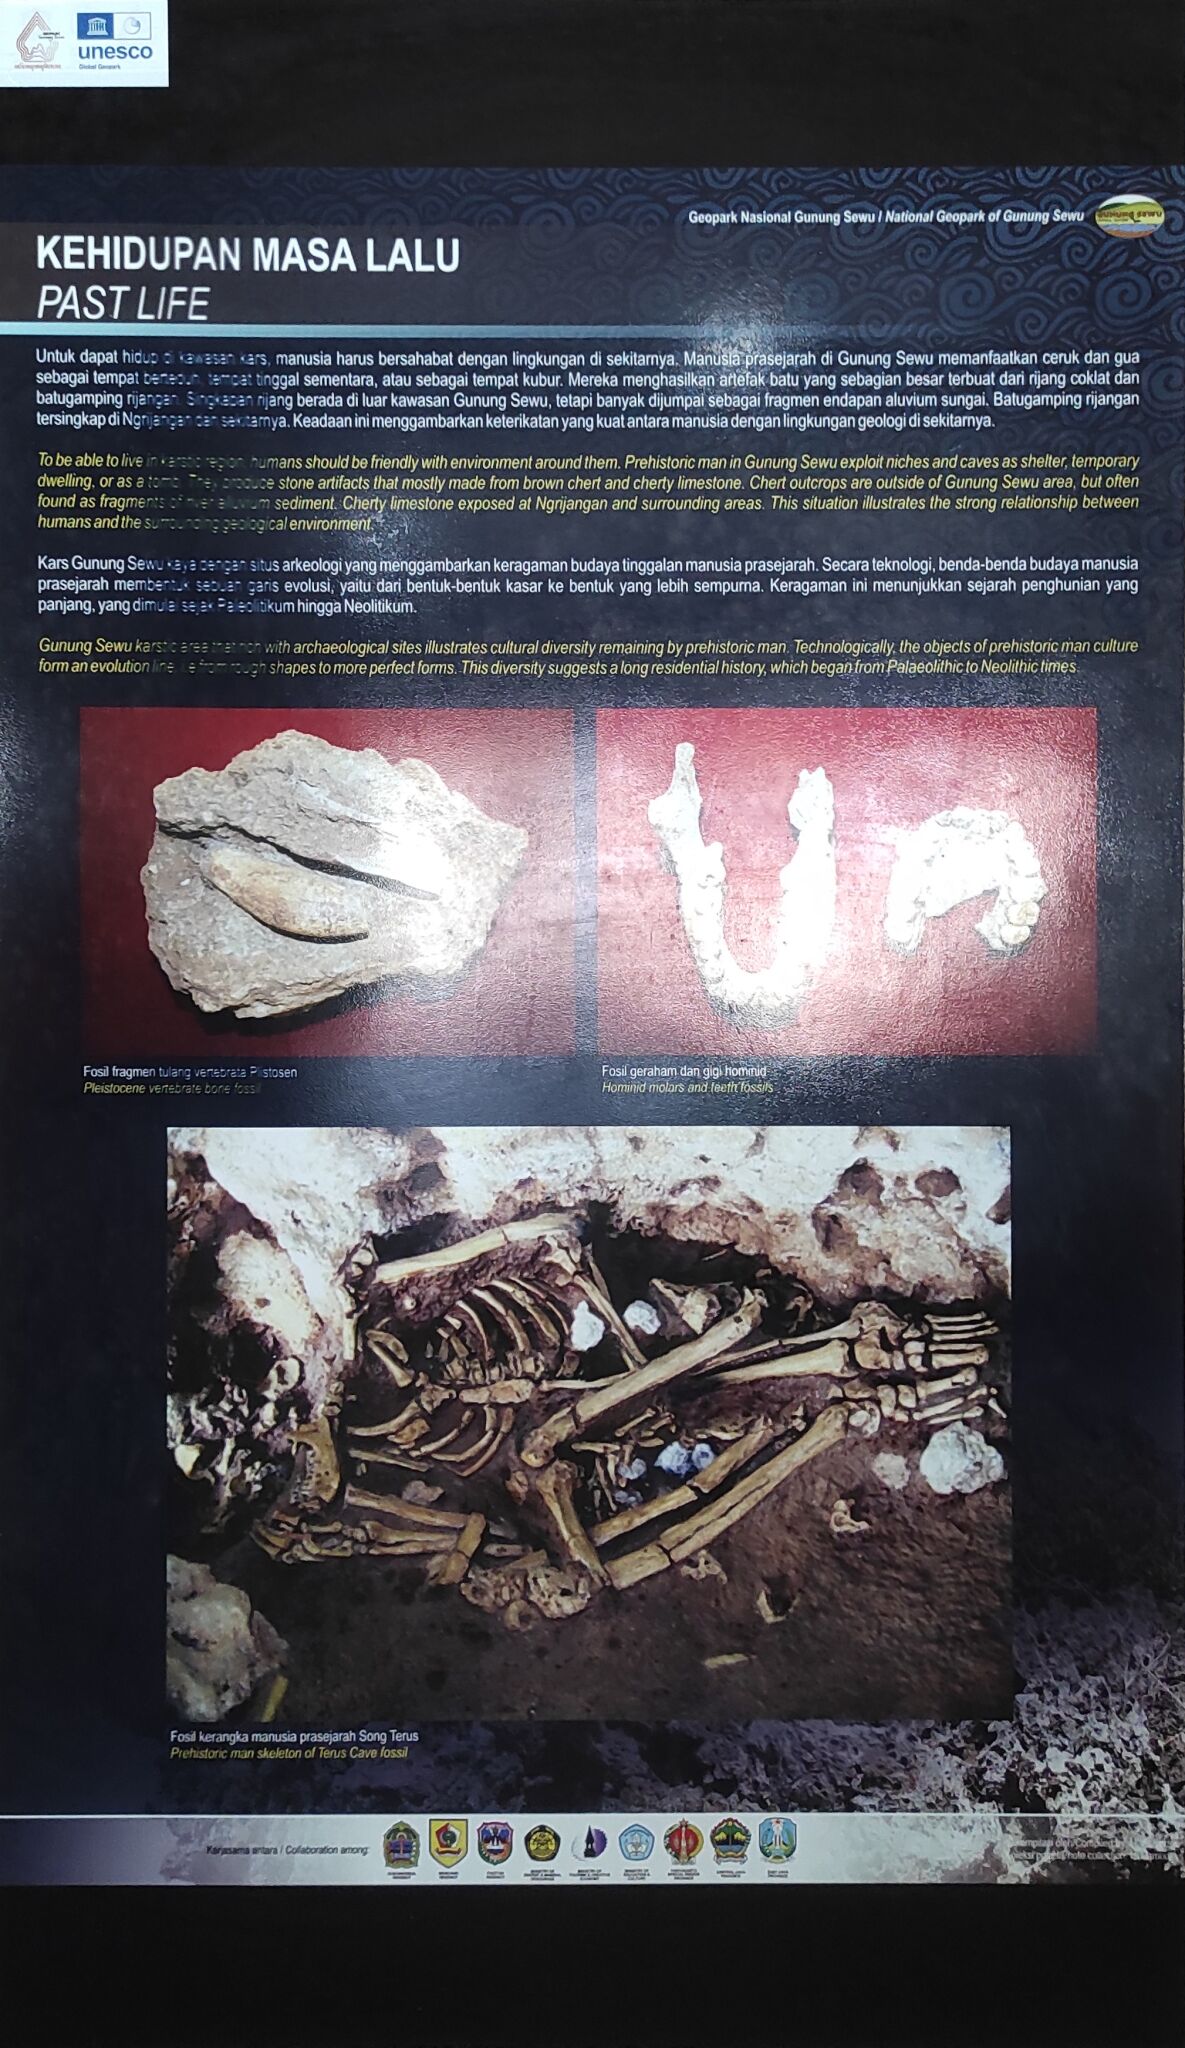 unesco
Global Geopark
Geopark Nasional Gunung Sewu / National Geopark of Gunung Sewu
GUNUNG SEWU
KEHIDUPAN MASA LALU
PAST LIFE
Untuk dapat hidup di kawasan kars, manusia harus bersahabat dengan lingkungan di sekitarnya. Manusia prasejarah di Gunung Sewu memanfaatkan ceruk dan gua
sebagai tempat berteduh, tempat tinggal sementara, atau sebagai tempat kubur. Mereka menghasilkan artefak batu yang sebagian besar terbuat dari rijang coklat dan
batugamping rijangan. Singkapan rijang berada di luar kawasan Gunung Sewu, tetapi banyak dijumpai sebagai fragmen endapan aluvium sungai. Batugamping rijangan
tersingkap di Ngrijangan dan sekitarnya. Keadaan ini menggambarkan keterikatan yang kuat antara manusia dengan lingkungan geologi di sekitarnya.
To be able to live in karstic region, humans should be friendly with environment around them. Prehistoric man in Gunung Sewu exploit niches and caves as shelter, temporary
dwelling, or as a tomb. They produce stone artifacts that mostly made from brown chert and cherty limestone. Chert outcrops are outside of Gunung Sewu area, but often
found as fragments of river alluvium sediment. Cherty limestone exposed at Ngrijangan and surrounding areas. This situation illustrates the strong relationship between
humans and the surrounding geological environment.
Kars Gunung Sewu kaya dengan situs arkeologi yang menggambarkan keragaman budaya tinggalan manusia prasejarah. Secara teknologi, benda-benda budaya manusia
prasejarah membentuk sebuah garis evolusi, yaitu dari bentuk-bentuk kasar ke bentuk yang lebih sempurna. Keragaman ini menunjukkan sejarah penghunian yang
panjang, yang dimulai sejak Paleolitikum hingga Neolitikum.
Gunung Sewu karstic area that rich with archaeological sites illustrates cultural diversity remaining by prehistoric man. Technologically, the objects of prehistoric man culture
form an evolution line, i.e from rough shapes to more perfect forms. This diversity suggests a long residential history, which began from Palaeolithic to Neolithic times.
Fosil fragmen tulang vertebrata Plistosen
Pleistocene vertebrate bone fossil
Fosil geraham dan gigi hominid
Hominid molars and teeth fossils
Fosil kerangka manusia prasejarah Song Terus
Prehistoric man skeleton of Terus Cave fossil
Kerjasama antara / Collaboration among: